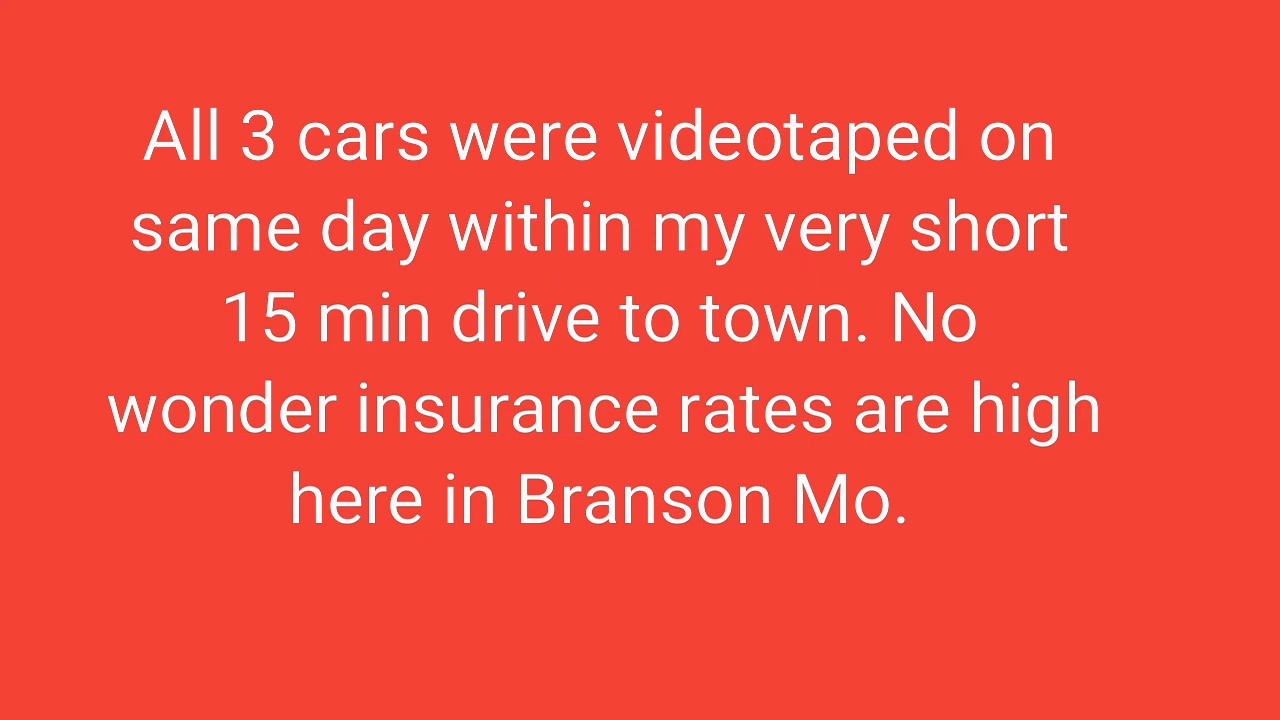 All 3 cars were videotaped on
same day within my very short
15 min drive to town. No
wonder insurance rates are high
here in Branson Mo.